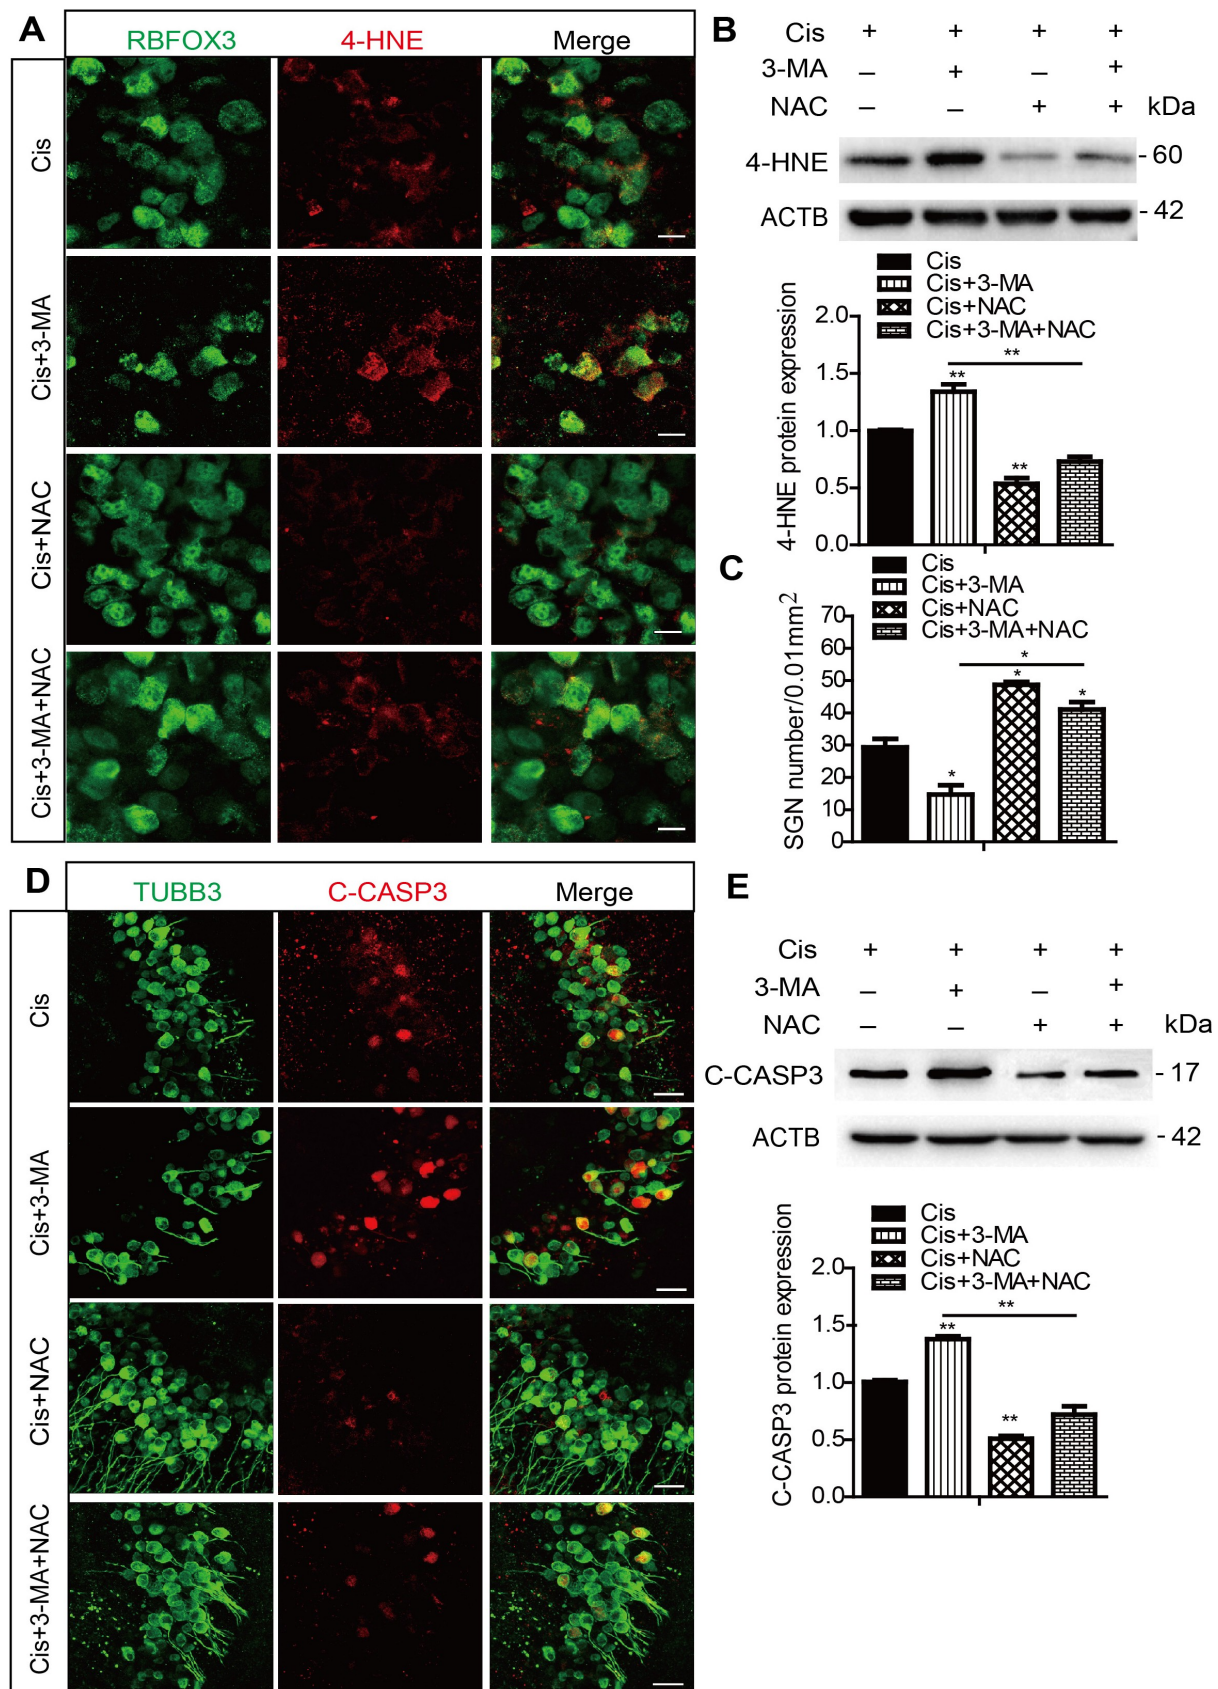 A
RBFOX3 4-HNE Merge
Cis
Cis+3-MA
Cis+NAC
Cis+3-MA+NAC
B
Cis + + + +
3-MA – + – +
NAC – – + + kDa
4-HNE - 60
ACTB - 42
Cis
Cis+3-MA
Cis+NAC
Cis+3-MA+NAC
4-HNE protein expression
2.0
1.5
1.0
0.5
0.0
**
**
**
C
Cis
Cis+3-MA
Cis+NAC
Cis+3-MA+NAC
SGN number/0.01mm²
70
60
50
40
30
20
10
0
*
*
*
*
D
TUBB3 C-CASP3 Merge
Cis
Cis+3-MA
Cis+NAC
Cis+3-MA+NAC
E
Cis + + + +
3-MA – + – +
NAC – – + + kDa
C-CASP3 - 17
ACTB - 42
Cis
Cis+3-MA
Cis+NAC
Cis+3-MA+NAC
C-CASP3 protein expression
2.0
1.5
1.0
0.5
0.0
**
**
**